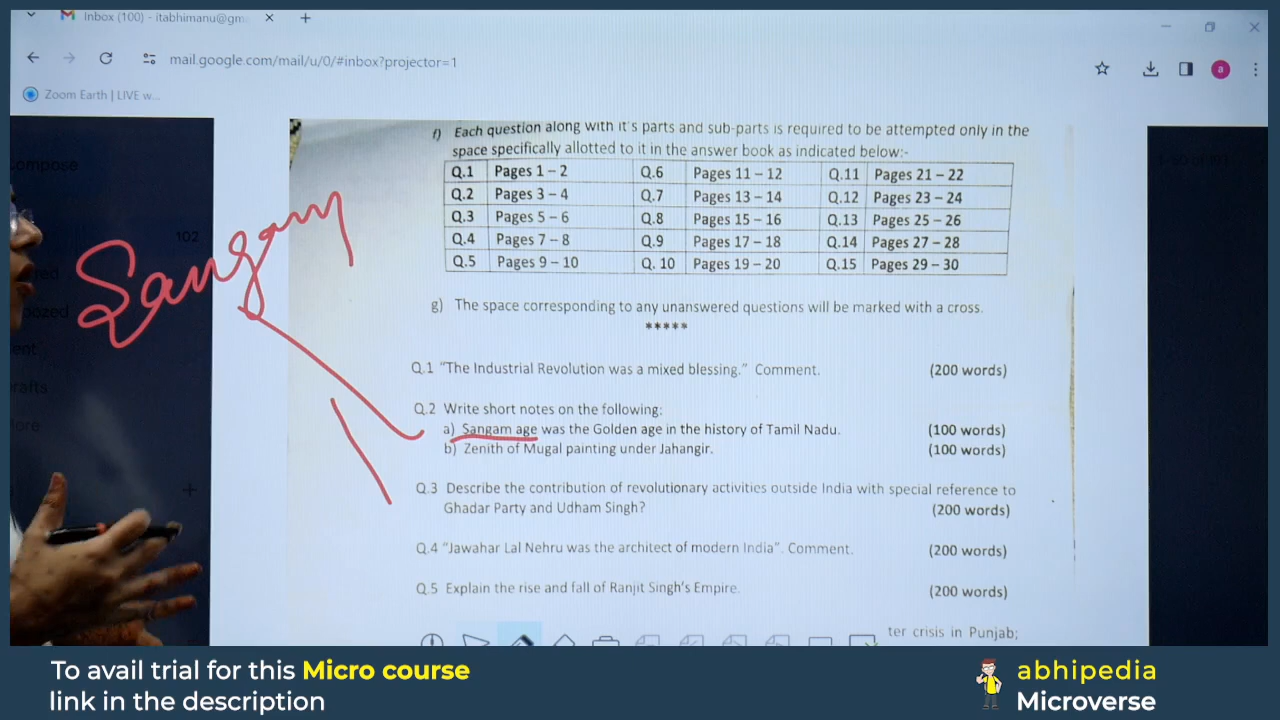 Inbox (100) - itabhimanu@gm
mail.google.com/mail/u/0/#inbox?projector=1
Zoom Earth | LIVE w...
compose
102
1-50 of 191
f) Each question along with it's parts and sub-parts is required to be attempted only in the
space specifically allotted to it in the answer book as indicated below:-
Q.1 Pages 1 – 2 Q.6 Pages 11 – 12 Q.11 Pages 21 – 22
Q.2 Pages 3 – 4 Q.7 Pages 13 – 14 Q.12 Pages 23 – 24
Q.3 Pages 5 – 6 Q.8 Pages 15 – 16 Q.13 Pages 25 – 26
Q.4 Pages 7 – 8 Q.9 Pages 17 – 18 Q.14 Pages 27 – 28
Q.5 Pages 9 – 10 Q. 10 Pages 19 – 20 Q.15 Pages 29 – 30
Sangam
g) The space corresponding to any unanswered questions will be marked with a cross.
*****
Q.1 "The Industrial Revolution was a mixed blessing." Comment. (200 words)
Q.2 Write short notes on the following:
a) Sangam age was the Golden age in the history of Tamil Nadu. (100 words)
b) Zenith of Mugal painting under Jahangir. (100 words)
Q.3 Describe the contribution of revolutionary activities outside India with special reference to
Ghadar Party and Udham Singh? (200 words)
Q.4 "Jawahar Lal Nehru was the architect of modern India". Comment. (200 words)
Q.5 Explain the rise and fall of Ranjit Singh's Empire. (200 words)
ter crisis in Punjab;
To avail trial for this Micro course
link in the description
abhipedia
Microverse